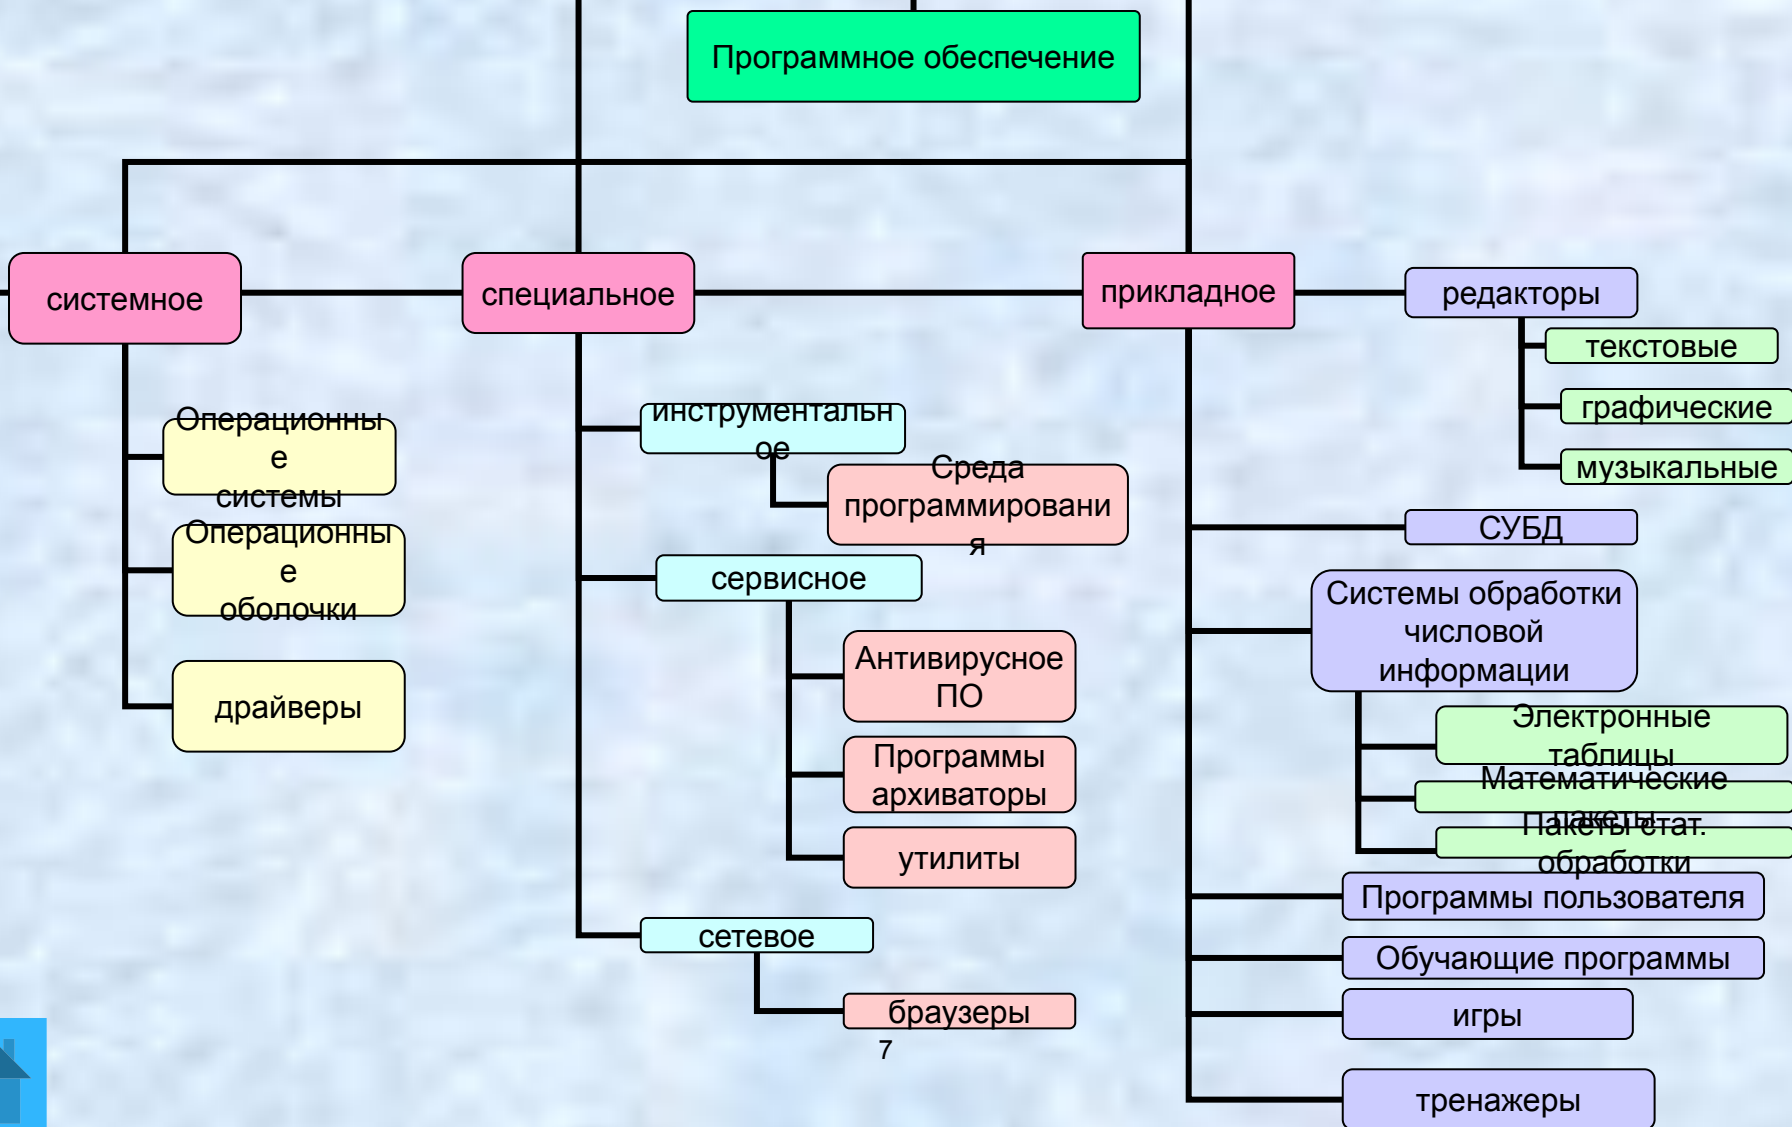 Программное обеспечение
системное
Операционны
е
системы
Операционны
е
оболочки
драйверы
специальное
инструментальн
ое
Среда
программировани
я
сервисное
Антивирусное
ПО
Программы
архиваторы
утилиты
сетевое
браузеры
прикладное
редакторы
текстовые
графические
музыкальные
СУБД
Системы обработки
числовой
информации
Электронные
таблицы
Математические
пакеты
Пакеты стат.
обработки
Программы пользователя
Обучающие программы
игры
тренажеры
7